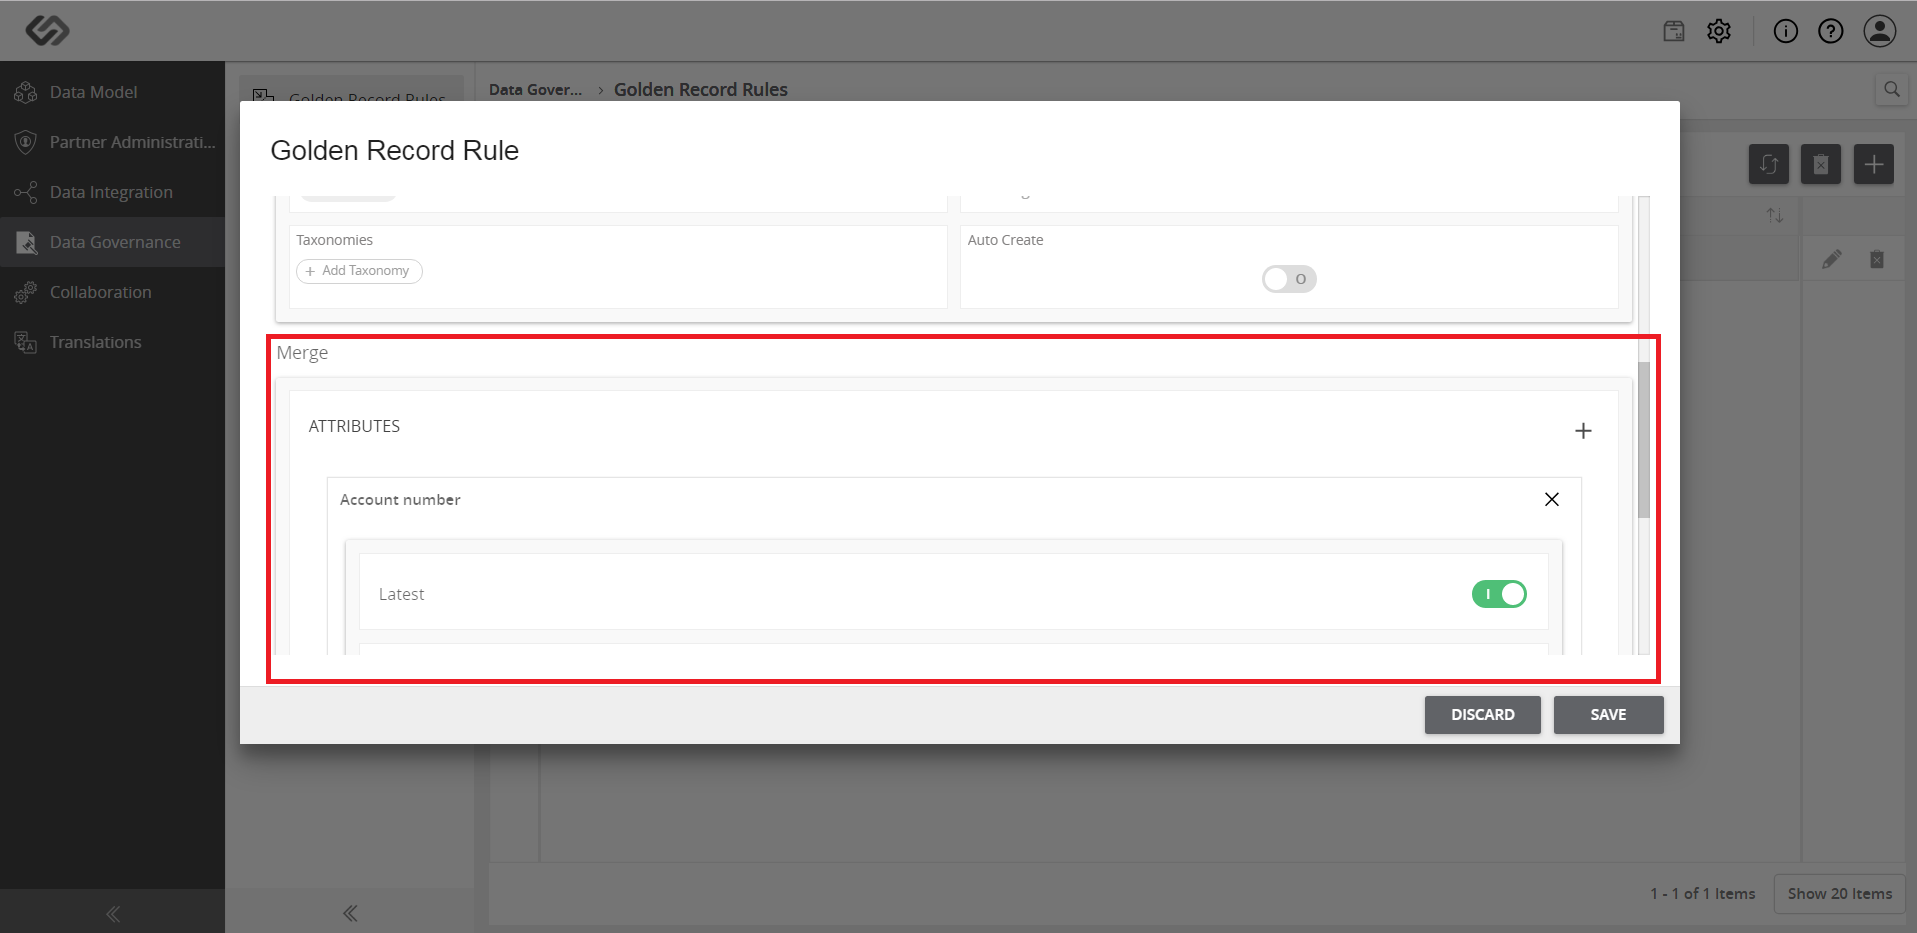 Data Model
Partner Administrati...
Data Integration
Data Governance
Collaboration
Translations
Golden Record Rules
Data Gover... › Golden Record Rules
Golden Record Rule
Taxonomies
+ Add Taxonomy
Auto Create
O
Merge
ATTRIBUTES
Account number
Latest
I
DISCARD
SAVE
1 - 1 of 1 Items
Show 20 Items